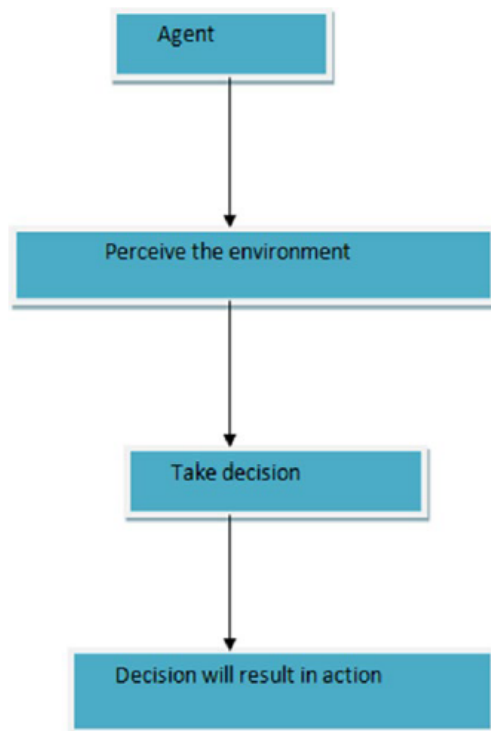 Agent
Perceive the environment
Take decision
Decision will result in action